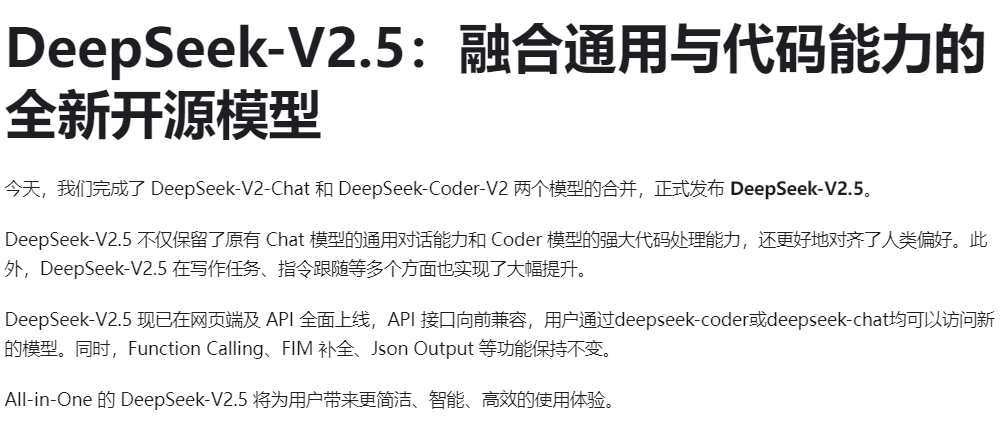 DeepSeek-V2.5：融合通用与代码能力的
全新开源模型
今天，我们完成了 DeepSeek-V2-Chat 和 DeepSeek-Coder-V2 两个模型的合并，正式发布 DeepSeek-V2.5。
DeepSeek-V2.5 不仅保留了原有 Chat 模型的通用对话能力和 Coder 模型的强大代码处理能力，还更好地对齐了人类偏好。此
外，DeepSeek-V2.5 在写作任务、指令跟随等多个方面也实现了大幅提升。
DeepSeek-V2.5 现已在网页端及 API 全面上线，API 接口向前兼容，用户通过deepseek-coder或deepseek-chat均可以访问新
的模型。同时，Function Calling、FIM 补全、Json Output 等功能保持不变。
All-in-One 的 DeepSeek-V2.5 将为用户带来更简洁、智能、高效的使用体验。